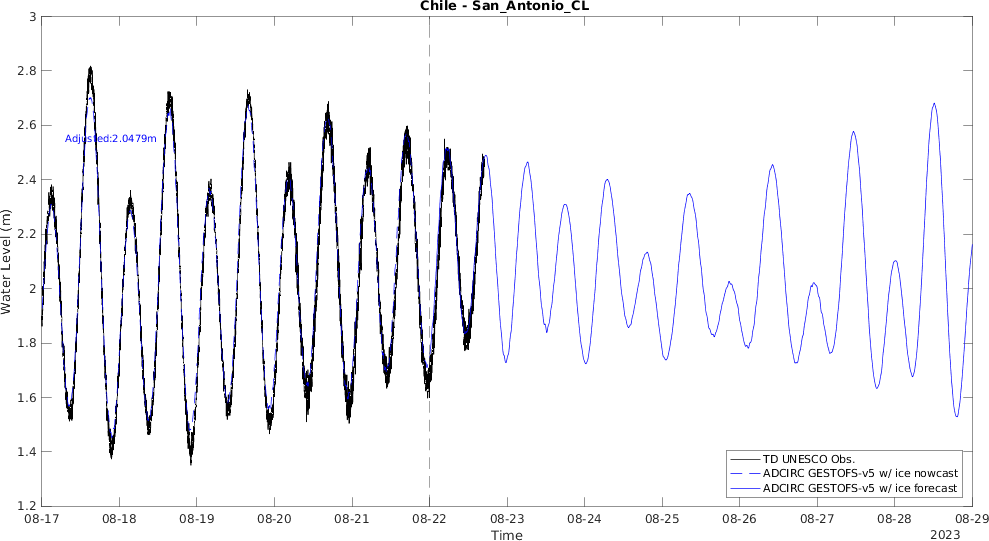 Chile - San_Antonio_CL
3
2.8
2.6
2.4
2.2
2
1.8
1.6
1.4
1.2
Water Level (m)
Adjusted:2.0479m
TD UNESCO Obs.
ADCIRC GESTOFS-v5 w/ ice nowcast
ADCIRC GESTOFS-v5 w/ ice forecast
08-17 08-18 08-19 08-20 08-21 08-22 08-23 08-24 08-25 08-26 08-27 08-28 08-29
Time
2023